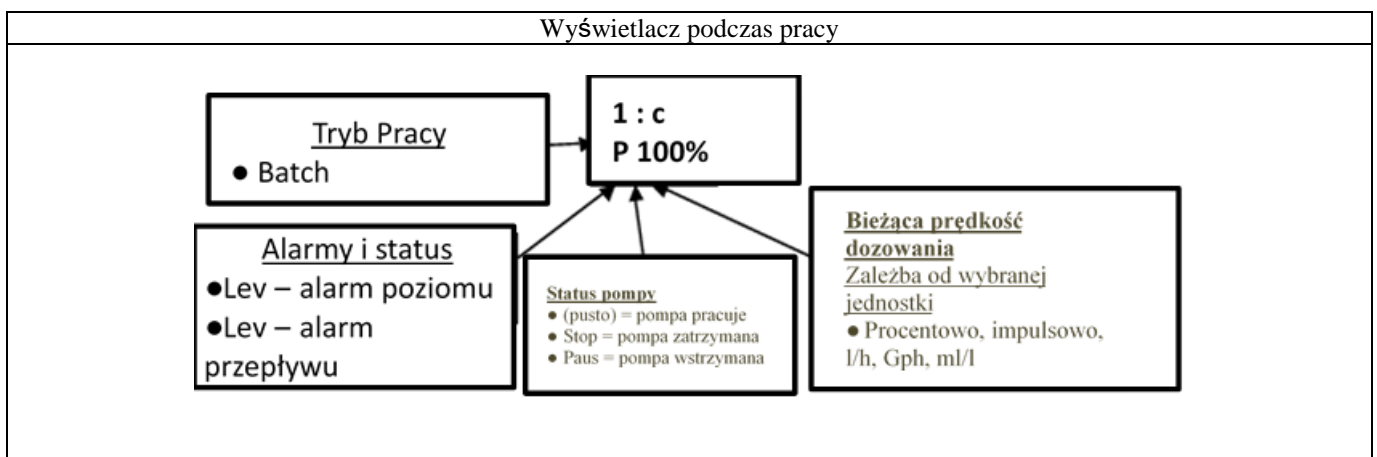 Wyświetlacz podczas pracy
Tryb Pracy
● Batch
1 : c
P 100%
Alarmy i status
●Lev – alarm poziomu
●Lev – alarm
przepływu
Status pompy
● (pusto) = pompa pracuje
● Stop = pompa zatrzymana
● Paus = pompa wstrzymana
Bieżąca prędkość
dozowania
Zależba od wybranej
jednostki
● Procentowo, impulsowo,
l/h, Gph, ml/l